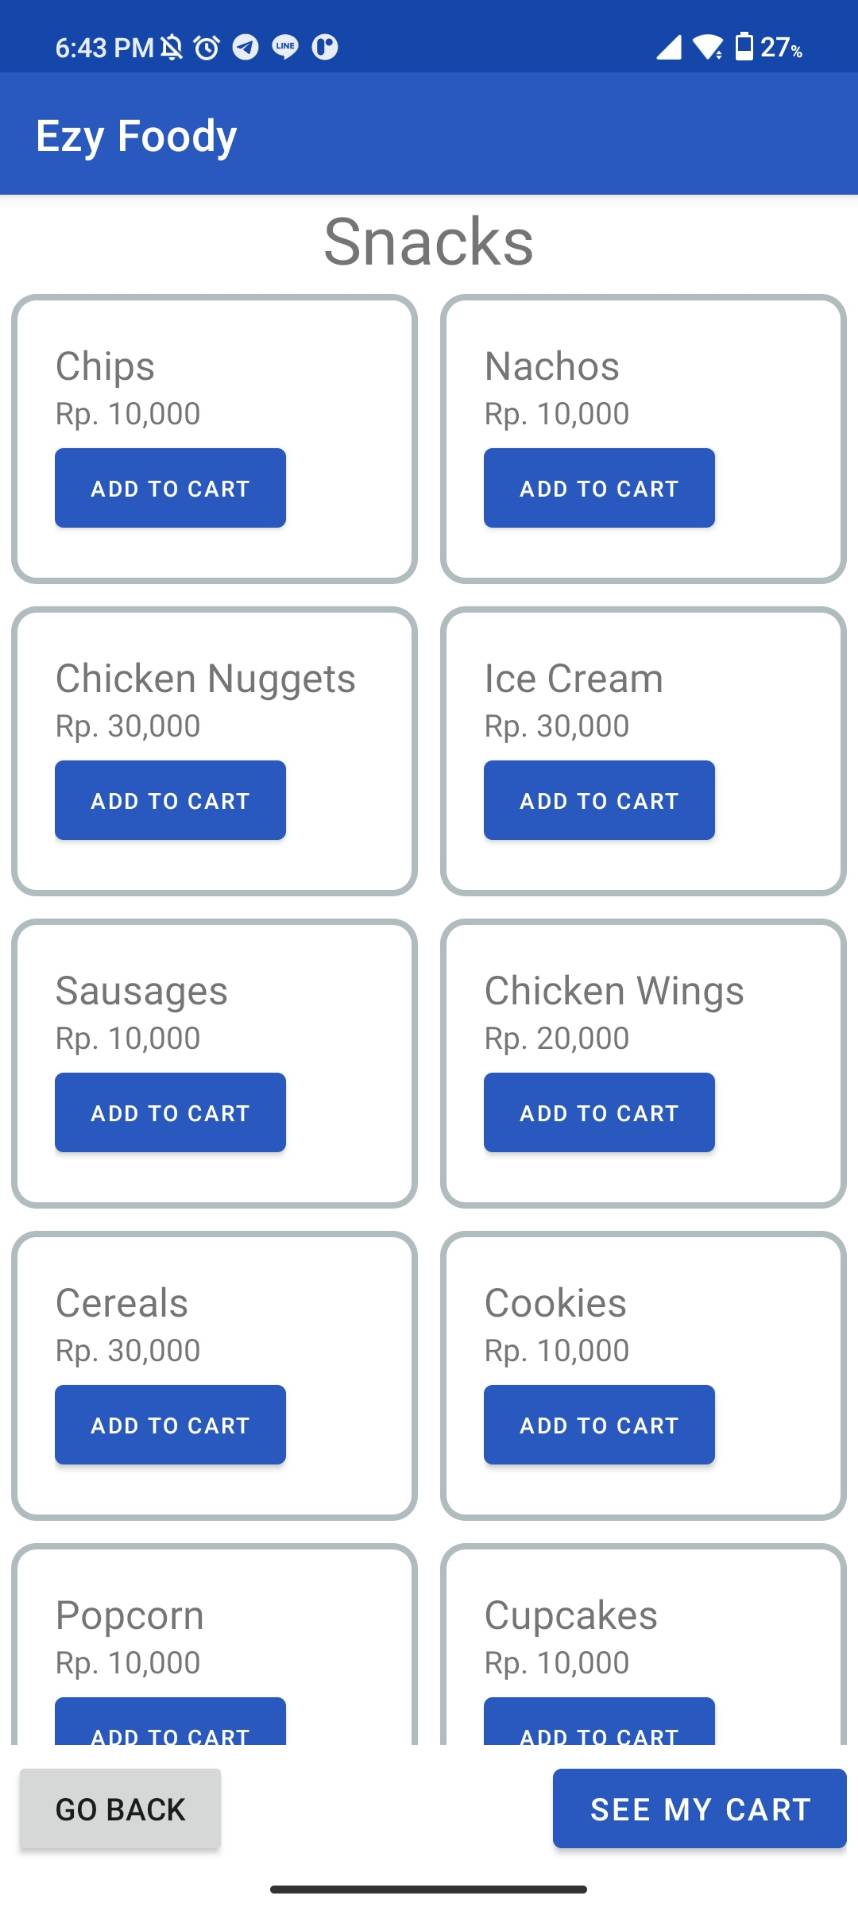 6:43 PM
LINE
27%
Ezy Foody
Snacks
Chips
Rp. 10,000
ADD TO CART
Nachos
Rp. 10,000
ADD TO CART
Chicken Nuggets
Rp. 30,000
ADD TO CART
Ice Cream
Rp. 30,000
ADD TO CART
Sausages
Rp. 10,000
ADD TO CART
Chicken Wings
Rp. 20,000
ADD TO CART
Cereals
Rp. 30,000
ADD TO CART
Cookies
Rp. 10,000
ADD TO CART
Popcorn
Rp. 10,000
ADD TO CART
Cupcakes
Rp. 10,000
ADD TO CART
GO BACK
SEE MY CART